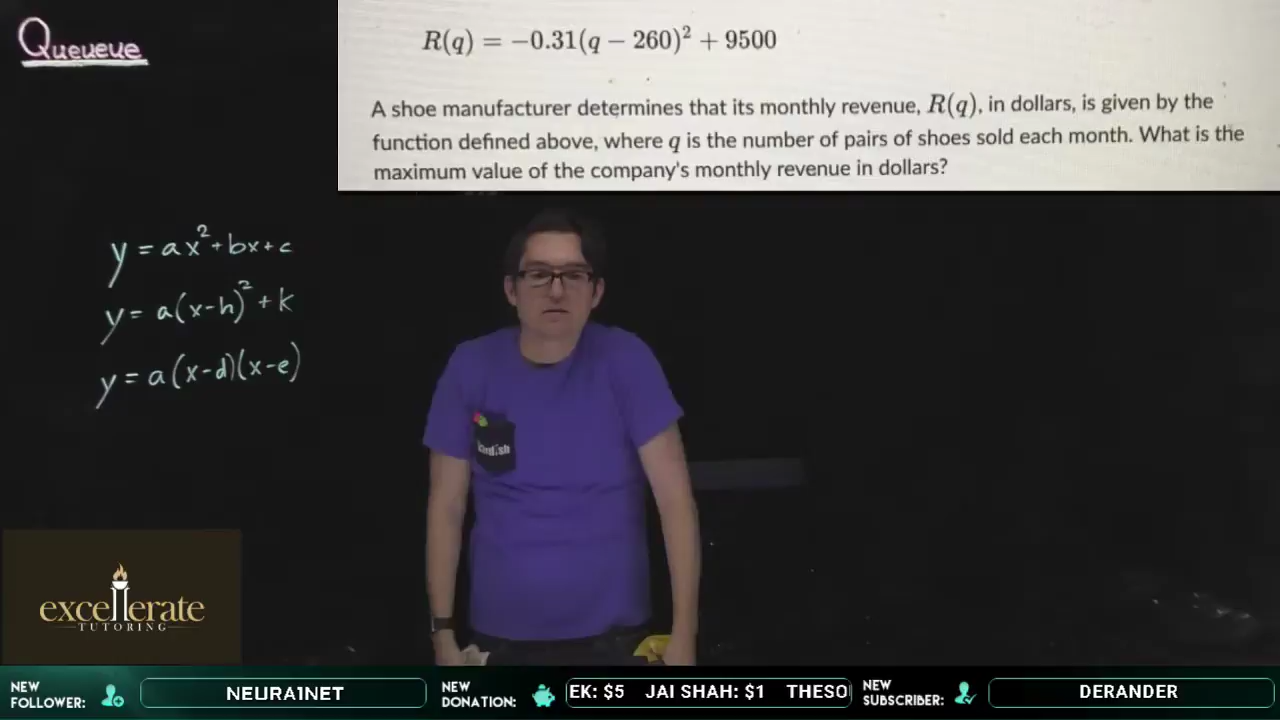 Queueue
R(q) = −0.31(q − 260)² + 9500
A shoe manufacturer determines that its monthly revenue, R(q), in dollars, is given by the
function defined above, where q is the number of pairs of shoes sold each month. What is the
maximum value of the company's monthly revenue in dollars?
y = ax² + bx + c
y = a(x-h)² + k
y = a(x-d)(x-e)
excellerate
TUTORING
NEW FOLLOWER:
NEURA1NET
NEW DONATION:
EK: $5 JAI SHAH: $1 THESO
NEW SUBSCRIBER:
DERANDER